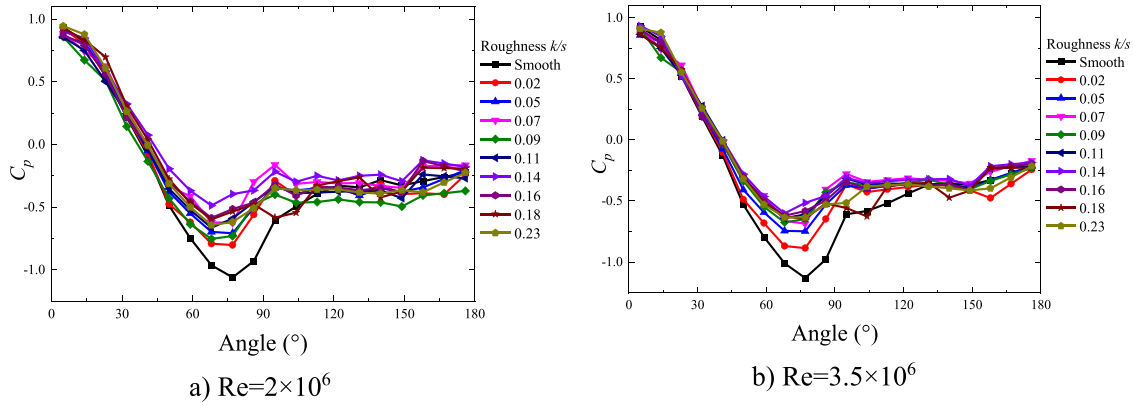 1.0
0.5
0.0
-0.5
-1.0
C_p
0 30 60 90 120 150 180
Angle (°)
Roughness k/s
Smooth
0.02
0.05
0.07
0.09
0.11
0.14
0.16
0.18
0.23
a) Re=2×10⁶
1.0
0.5
0.0
-0.5
-1.0
C_p
0 30 60 90 120 150 180
Angle (°)
Roughness k/s
Smooth
0.02
0.05
0.07
0.09
0.11
0.14
0.16
0.18
0.23
b) Re=3.5×10⁶